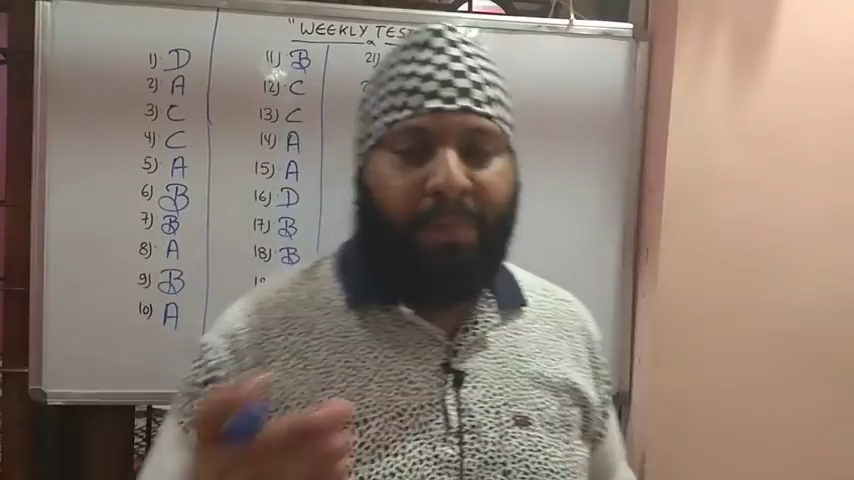 "WEEKLY TEST
1) D
2) A
3) C
4) C
5) A
6) B
7) B
8) A
9) B
10) A
11) B
12) C
13) C
14) A
15) A
16) D
17) B
18) B
21)